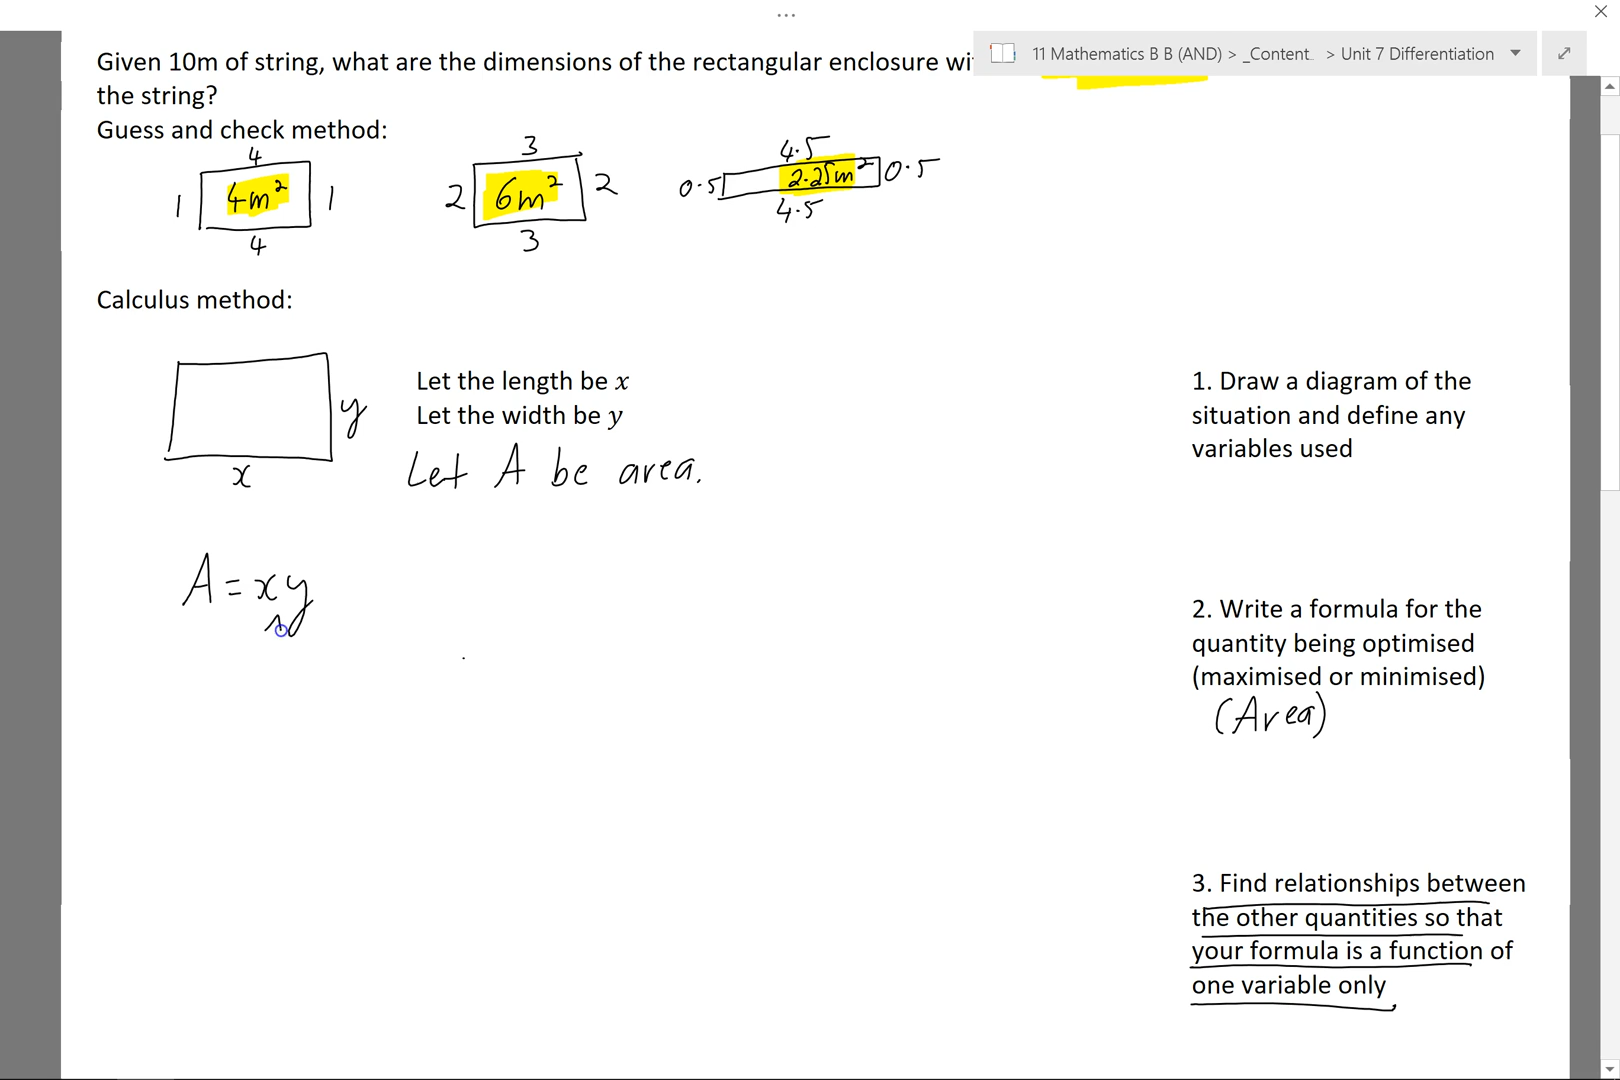 11 Mathematics B B (AND) > _Content. > Unit 7 Differentiation
Given 10m of string, what are the dimensions of the rectangular enclosure
the string?
Guess and check method:
4
1 4m² 1
4
3
2 6m² 2
3
4.5
0.5 2.25m² 0.5
4.5
Calculus method:
y
x
Let the length be x
Let the width be y
Let A be area.
1. Draw a diagram of the
situation and define any
variables used
A = xy
2. Write a formula for the
quantity being optimised
(maximised or minimised)
(Area)
3. Find relationships between
the other quantities so that
your formula is a function of
one variable only